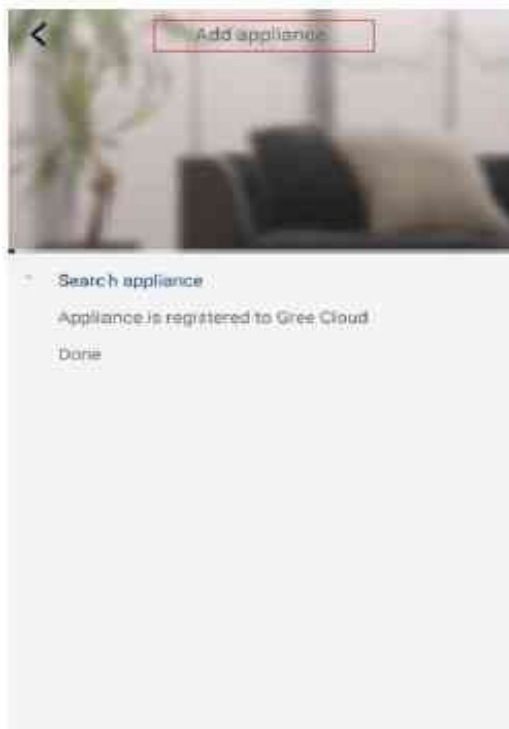 Add appliance
Search appliance
Appliance is registered to Gree Cloud
Done